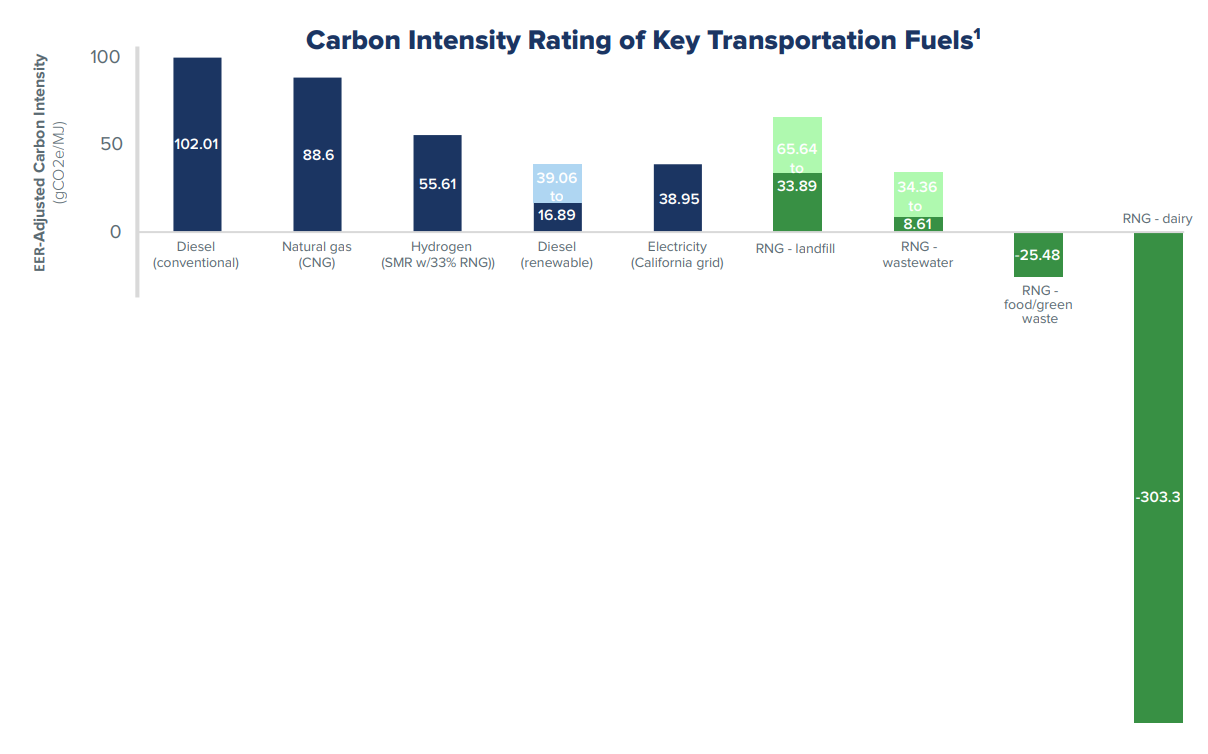 Carbon Intensity Rating of Key Transportation Fuels¹
EER-Adjusted Carbon Intensity
(gCO2e/MJ)
100
50
0
102.01
88.6
55.61
39.06
to
16.89
38.95
65.64
to
33.89
34.36
to
8.61
-25.48
-303.3
Diesel
(conventional)
Natural gas
(CNG)
Hydrogen
(SMR w/33% RNG))
Diesel
(renewable)
Electricity
(California grid)
RNG - landfill
RNG -
wastewater
RNG -
food/green
waste
RNG - dairy